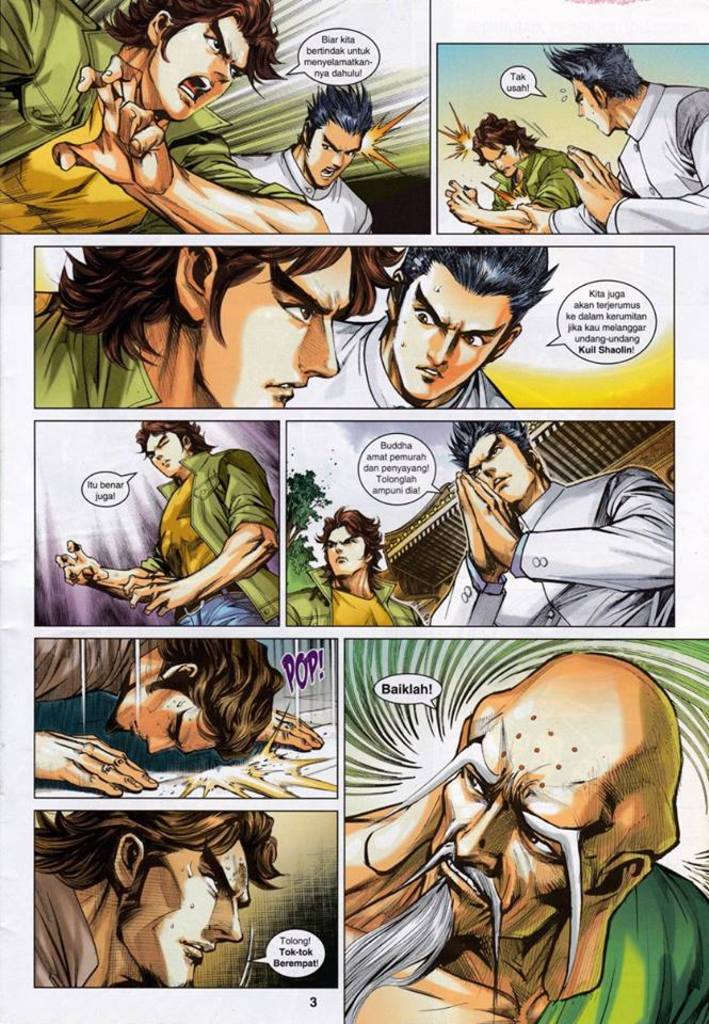 Biar kita
bertindak untuk
menyelamatkan-
nya dahulu!
Tak
usah!
Kita juga
akan terjerumus
ke dalam kerumitan
jika kau melanggar
undang-undang
Kuil Shaolin!
Itu benar
juga!
Buddha
amat pemurah
dan penyayang!
Tolonglah
ampuni dia!
POP!
Baiklah!
Tolong!
Tok-tok
Berempat!
3